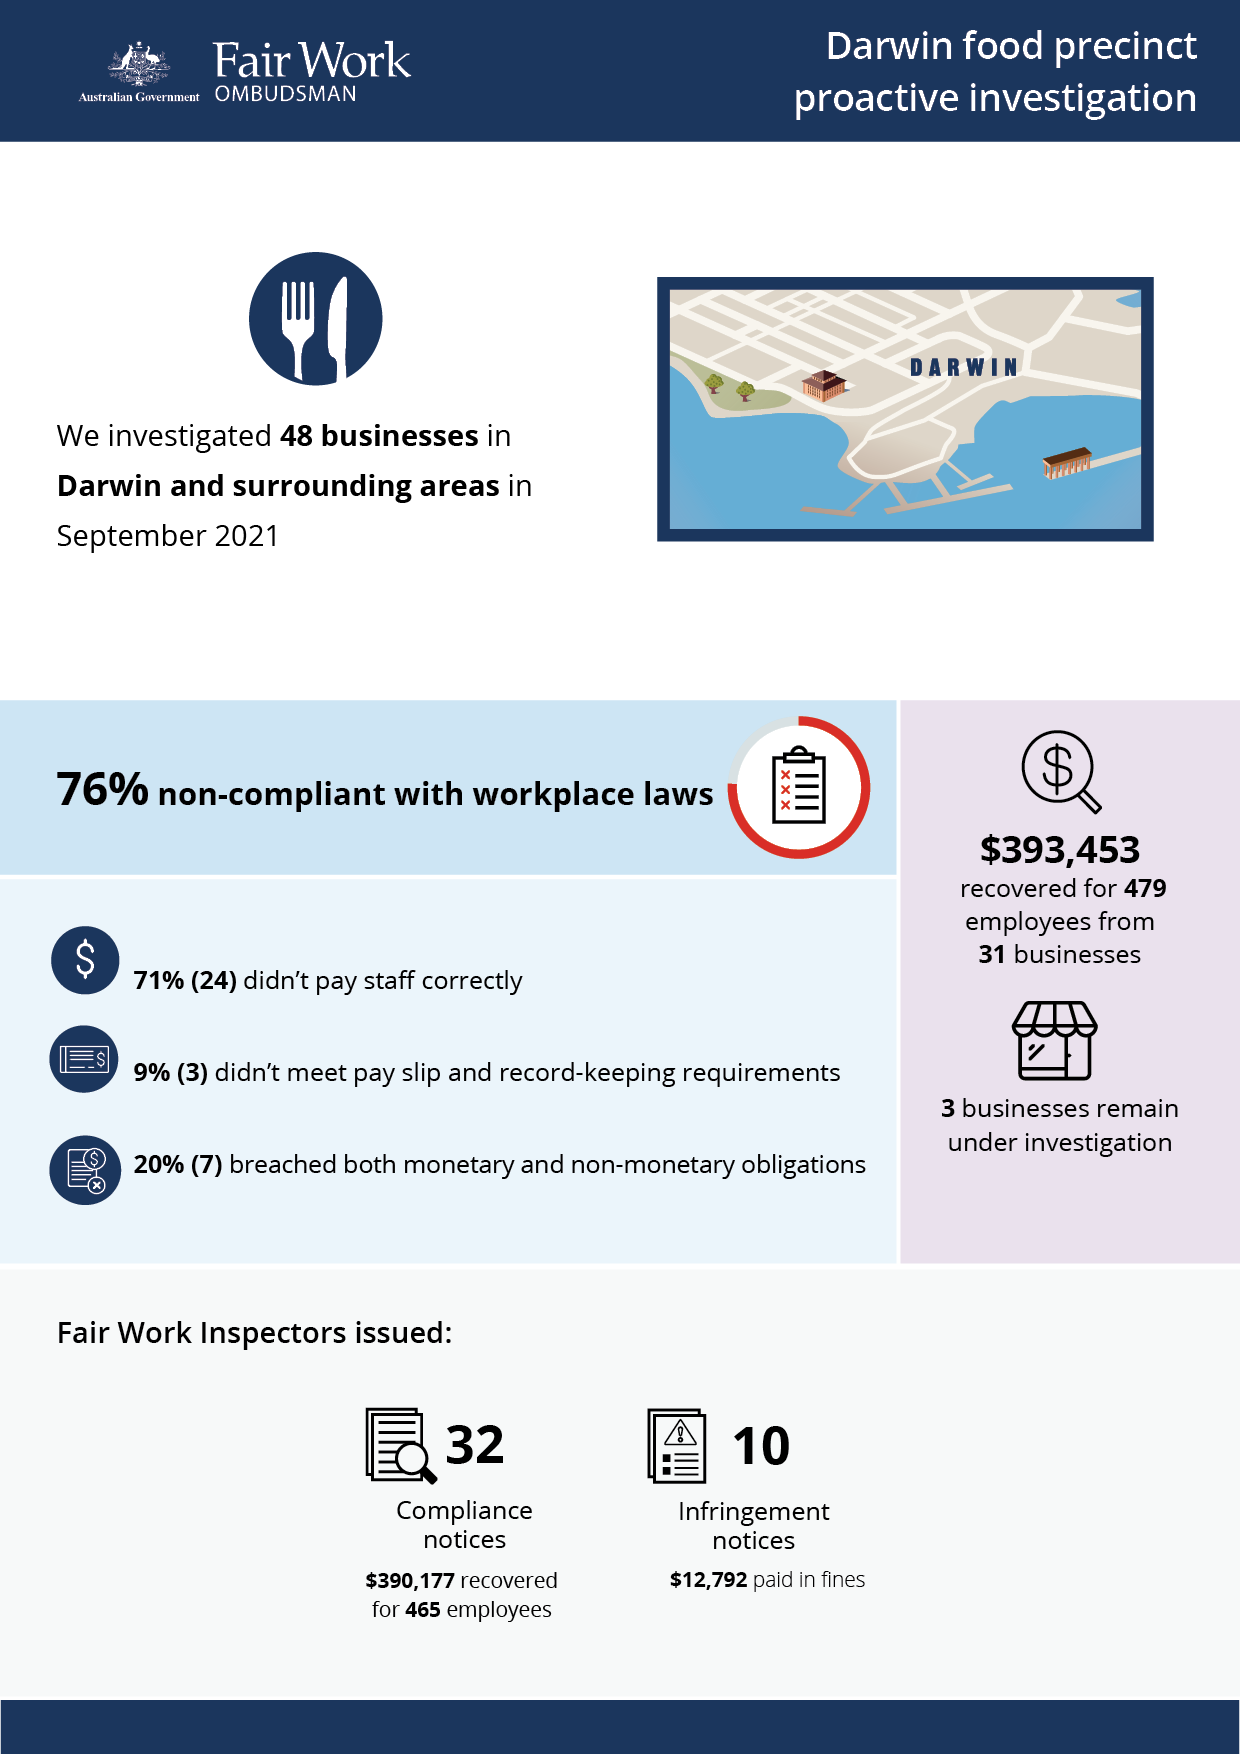 Australian Government
Fair Work
OMBUDSMAN
Darwin food precinct
proactive investigation
We investigated 48 businesses in
Darwin and surrounding areas in
September 2021
DARWIN
76% non-compliant with workplace laws
71% (24) didn’t pay staff correctly
9% (3) didn’t meet pay slip and record-keeping requirements
20% (7) breached both monetary and non-monetary obligations
$393,453
recovered for 479
employees from
31 businesses
3 businesses remain
under investigation
Fair Work Inspectors issued:
32
Compliance
notices
$390,177 recovered
for 465 employees
10
Infringement
notices
$12,792 paid in fines